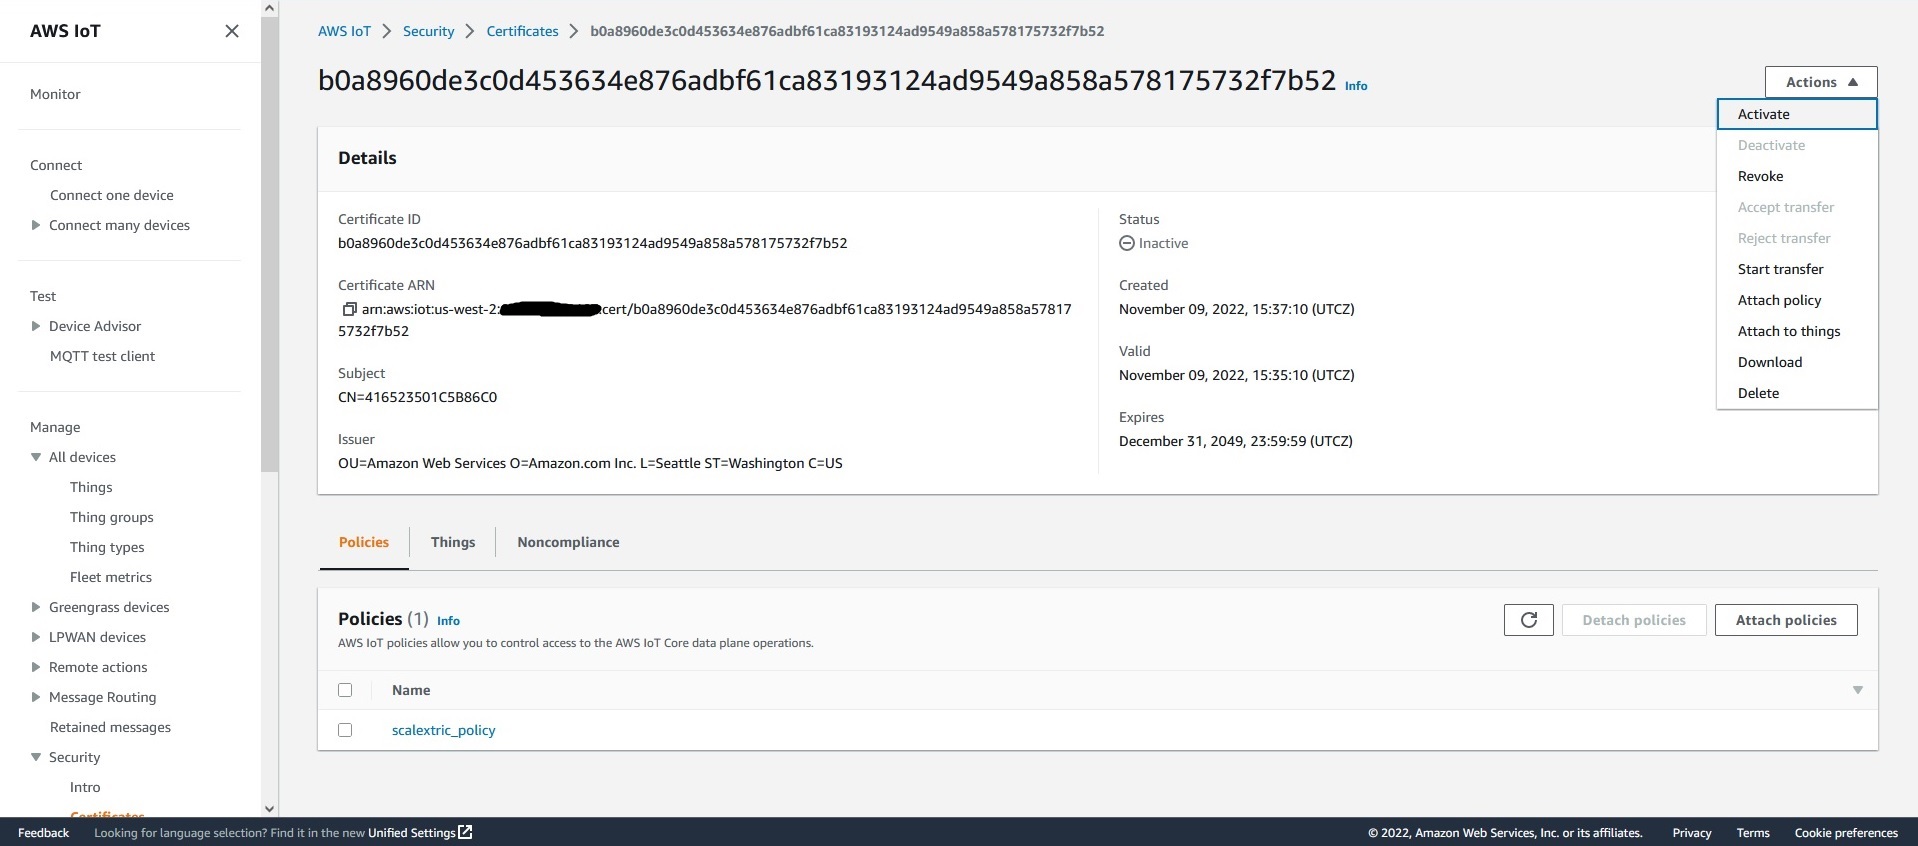 AWS IoT
Monitor
Connect
Connect one device
Connect many devices
Test
Device Advisor
MQTT test client
Manage
All devices
Things
Thing groups
Thing types
Fleet metrics
Greengrass devices
LPWAN devices
Remote actions
Message Routing
Retained messages
Security
Intro
Certificates
AWS IoT Security Certificates b0a8960de3c0d453634e876adbf61ca83193124ad9549a858a578175732f7b52
b0a8960de3c0d453634e876adbf61ca83193124ad9549a858a578175732f7b52 Info
Actions
Activate
Deactivate
Revoke
Accept transfer
Reject transfer
Start transfer
Attach policy
Attach to things
Download
Delete
Details
Certificate ID
b0a8960de3c0d453634e876adbf61ca83193124ad9549a858a578175732f7b52
Certificate ARN
arn:aws:iot:us-west-2: :cert/b0a8960de3c0d453634e876adbf61ca83193124ad9549a858a57817
5732f7b52
Subject
CN=416523501C5B86C0
Issuer
OU=Amazon Web Services O=Amazon.com Inc. L=Seattle ST=Washington C=US
Status
Inactive
Created
November 09, 2022, 15:37:10 (UTCZ)
Valid
November 09, 2022, 15:35:10 (UTCZ)
Expires
December 31, 2049, 23:59:59 (UTCZ)
Policies Things Noncompliance
Policies (1) Info
AWS IoT policies allow you to control access to the AWS IoT Core data plane operations.
Detach policies
Attach policies
Name
scalextric_policy
Feedback Looking for language selection? Find it in the new Unified Settings
© 2022, Amazon Web Services, Inc. or its affiliates. Privacy Terms Cookie preferences